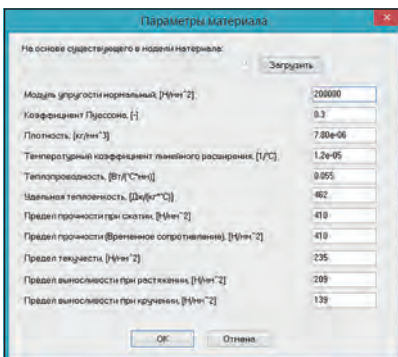 Параметры материала
На основе существующего в модели материала:
Загрузить
Модуль упругости нормальный, [Н/мм^2] 200000
Коэффициент Пуассона, [-] 0.3
Плотность, [кг/мм^3] 7.80e-06
Температурный коэффициент линейного расширения, [1/°C] 1.2e-05
Теплопроводность, [Вт/(°C*мм)] 0.055
Удельная теплоемкость, [Дж/(кг*°C)] 462
Предел прочности при сжатии, [Н/мм^2] 410
Предел прочности (Временное сопротивление), [Н/мм^2] 410
Предел текучести, [Н/мм^2] 235
Предел выносливости при растяжении, [Н/мм^2] 209
Предел выносливости при кручении, [Н/мм^2] 139
ОК Отмена